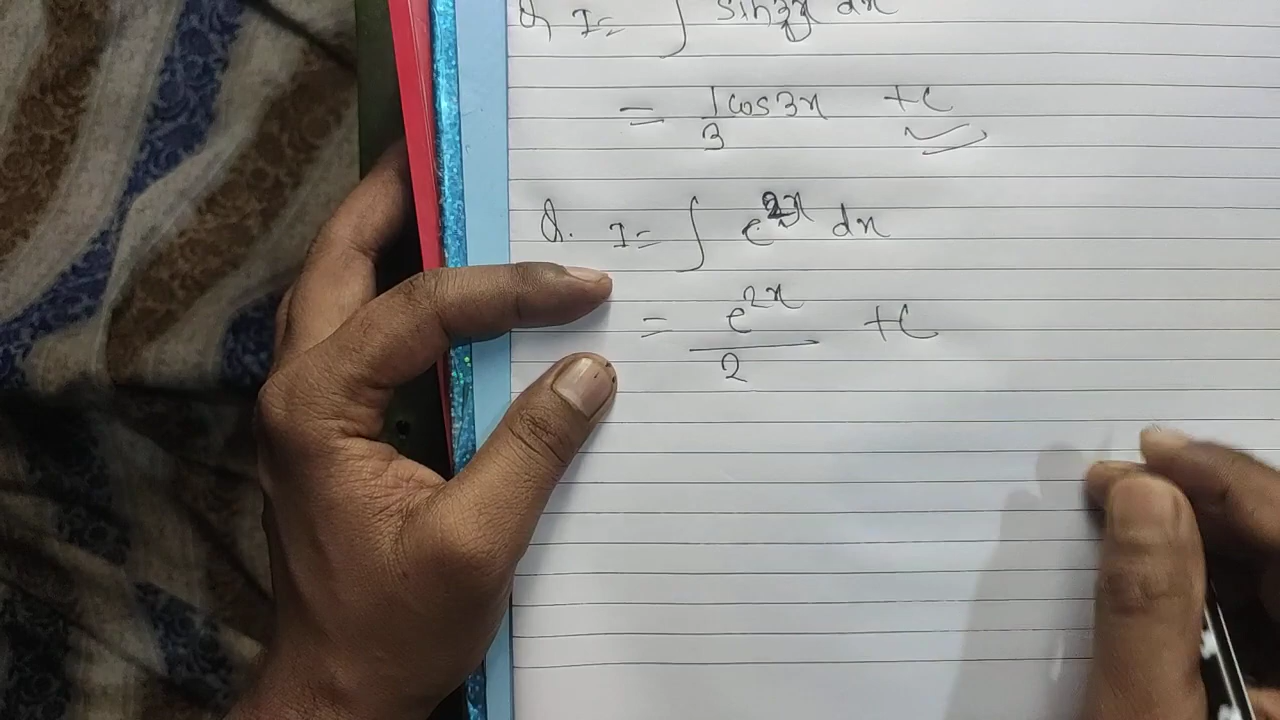 Q, I = ∫ sin3x dx
= 1/3 cos3x + c
Q. I = ∫ e^2x dx
= e^2x/2 + c